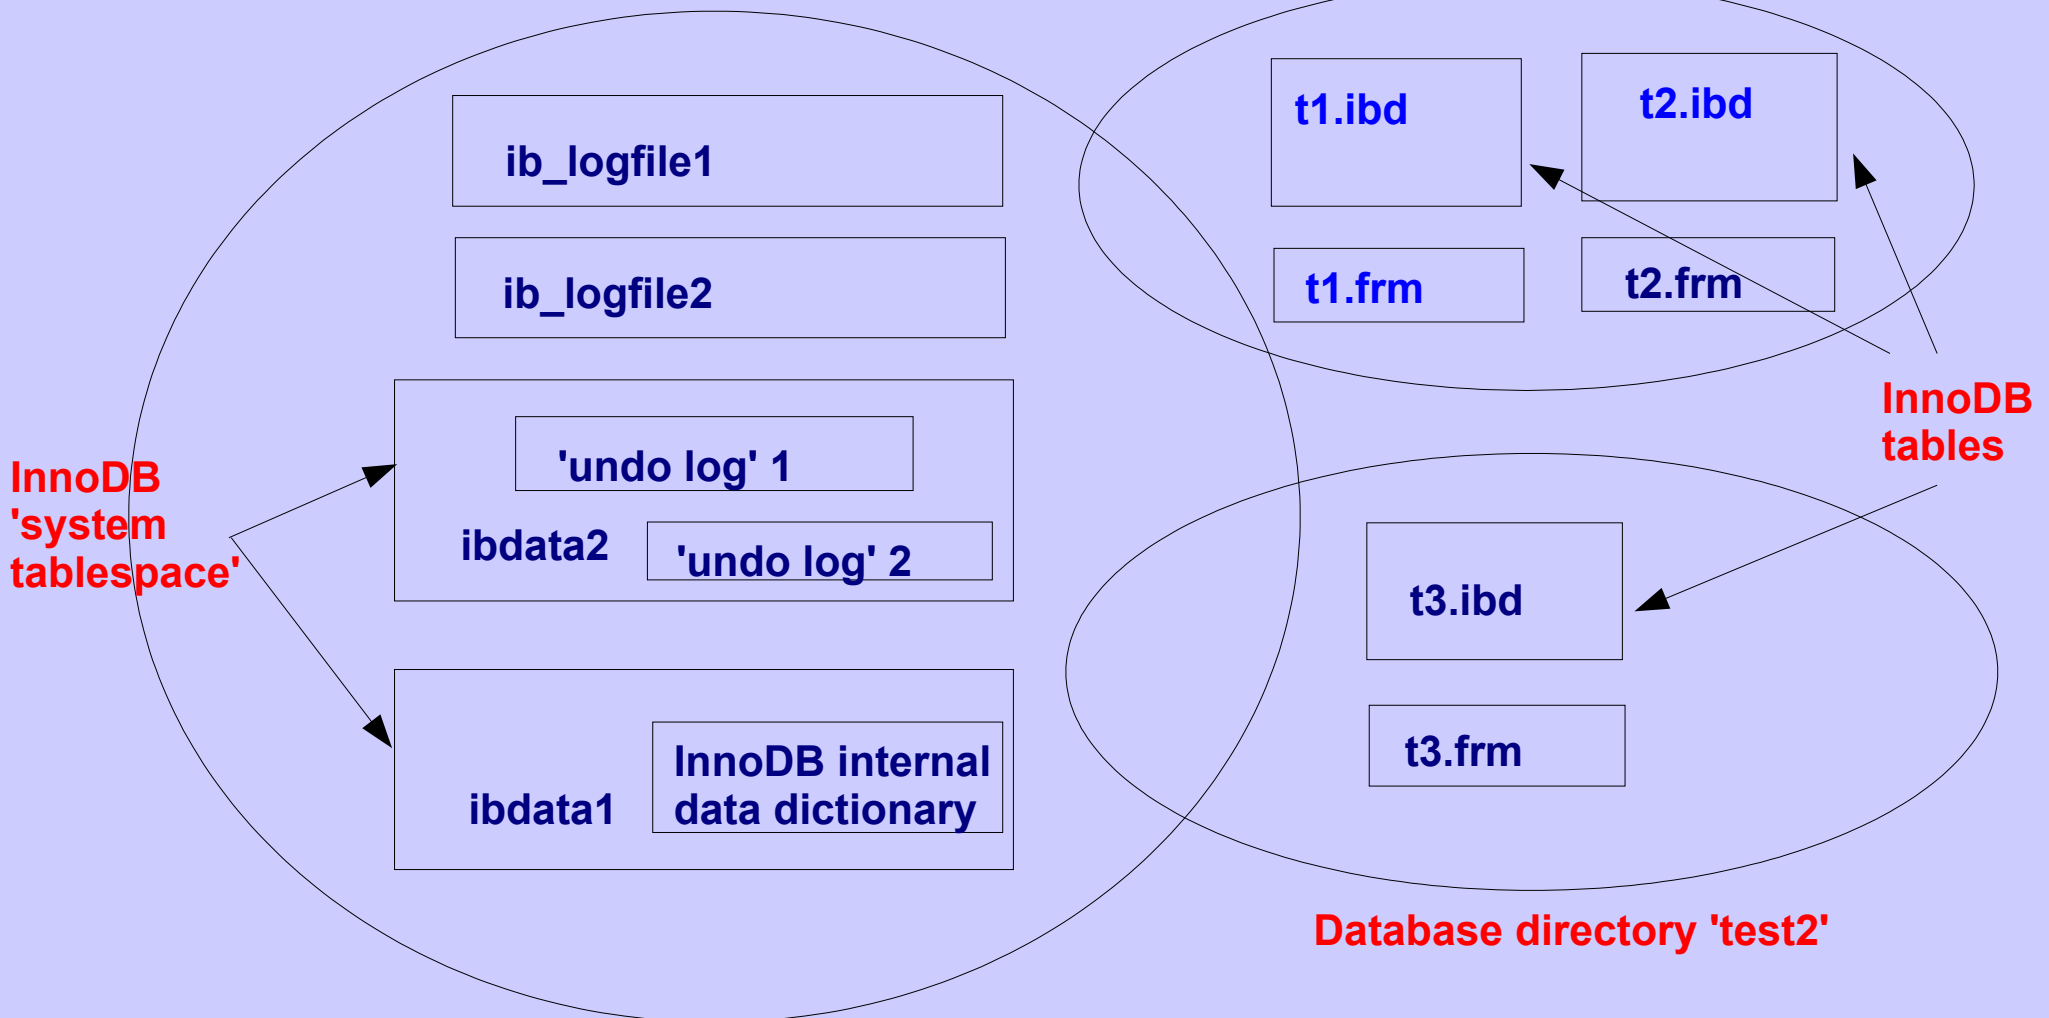 ib_logfile1
ib_logfile2
'undo log' 1
ibdata2
'undo log' 2
InnoDB
'system
tablespace'
ibdata1
InnoDB internal
data dictionary
t1.ibd
t2.ibd
t1.frm
t2.frm
InnoDB
tables
t3.ibd
t3.frm
Database directory 'test2'